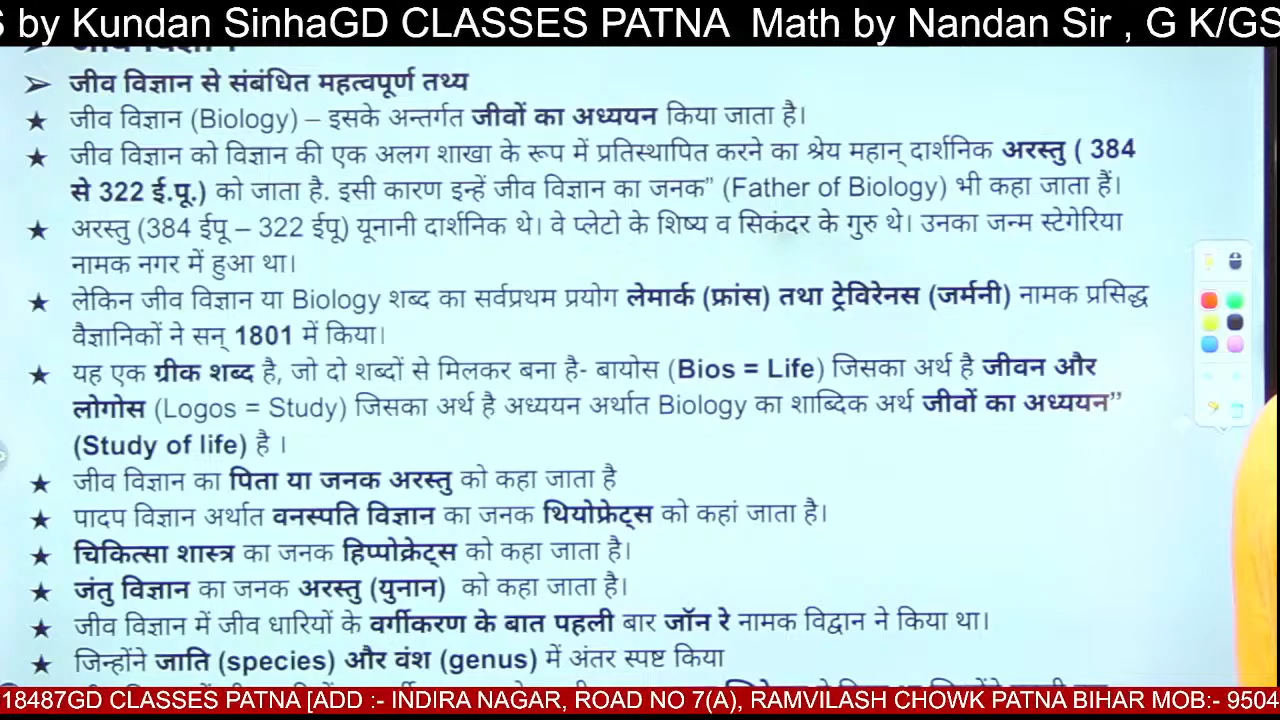 S by Kundan SinhaGD CLASSES PATNA Math by Nandan Sir , G K/GS
जीव विज्ञान
➢ जीव विज्ञान से संबंधित महत्वपूर्ण तथ्य
★ जीव विज्ञान (Biology) – इसके अन्तर्गत जीवों का अध्ययन किया जाता है।
★ जीव विज्ञान को विज्ञान की एक अलग शाखा के रूप में प्रतिस्थापित करने का श्रेय महान् दार्शनिक अरस्तु ( 384
से 322 ई.पू.) को जाता है. इसी कारण इन्हें जीव विज्ञान का जनक” (Father of Biology) भी कहा जाता हैं।
★ अरस्तु (384 ईपू – 322 ईपू) यूनानी दार्शनिक थे। वे प्लेटो के शिष्य व सिकंदर के गुरु थे। उनका जन्म स्टेगेरिया
नामक नगर में हुआ था।
★ लेकिन जीव विज्ञान या Biology शब्द का सर्वप्रथम प्रयोग लेमार्क (फ्रांस) तथा ट्रेविरेनस (जर्मनी) नामक प्रसिद्ध
वैज्ञानिकों ने सन् 1801 में किया।
★ यह एक ग्रीक शब्द है, जो दो शब्दों से मिलकर बना है- बायोस (Bios = Life) जिसका अर्थ है जीवन और
लोगोस (Logos = Study) जिसका अर्थ है अध्ययन अर्थात Biology का शाब्दिक अर्थ जीवों का अध्ययन”
(Study of life) है ।
★ जीव विज्ञान का पिता या जनक अरस्तु को कहा जाता है
★ पादप विज्ञान अर्थात वनस्पति विज्ञान का जनक थियोफ्रेट्स को कहां जाता है।
★ चिकित्सा शास्त्र का जनक हिप्पोक्रेट्स को कहा जाता है।
★ जंतु विज्ञान का जनक अरस्तु (युनान) को कहा जाता है।
★ जीव विज्ञान में जीव धारियों के वर्गीकरण के बात पहली बार जॉन रे नामक विद्वान ने किया था।
★ जिन्होंने जाति (species) और वंश (genus) में अंतर स्पष्ट किया
18487GD CLASSES PATNA [ADD :- INDIRA NAGAR, ROAD NO 7(A), RAMVILASH CHOWK PATNA BIHAR MOB:- 9504